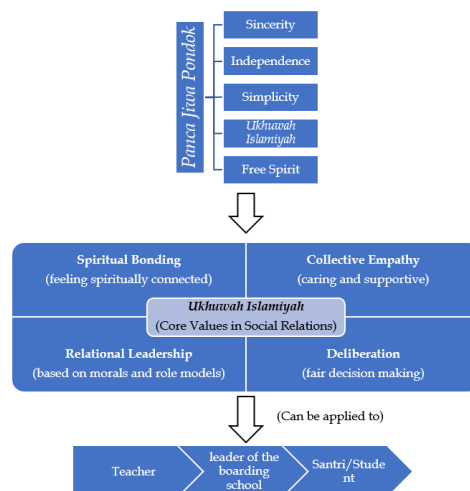 Panca Jiwa Pondok
Sincerity
Independence
Simplicity
Ukhuwah
Islamiyah
Free Spirit
Spiritual Bonding
(feeling spiritually connected)
Collective Empathy
(caring and supportive)
Ukhuwah Islamiyah
(Core Values in Social Relations)
Relational Leadership
(based on morals and role models)
Deliberation
(fair decision making)
(Can be applied to)
Teacher
leader of the
boarding
school
Santri/Stude
nt